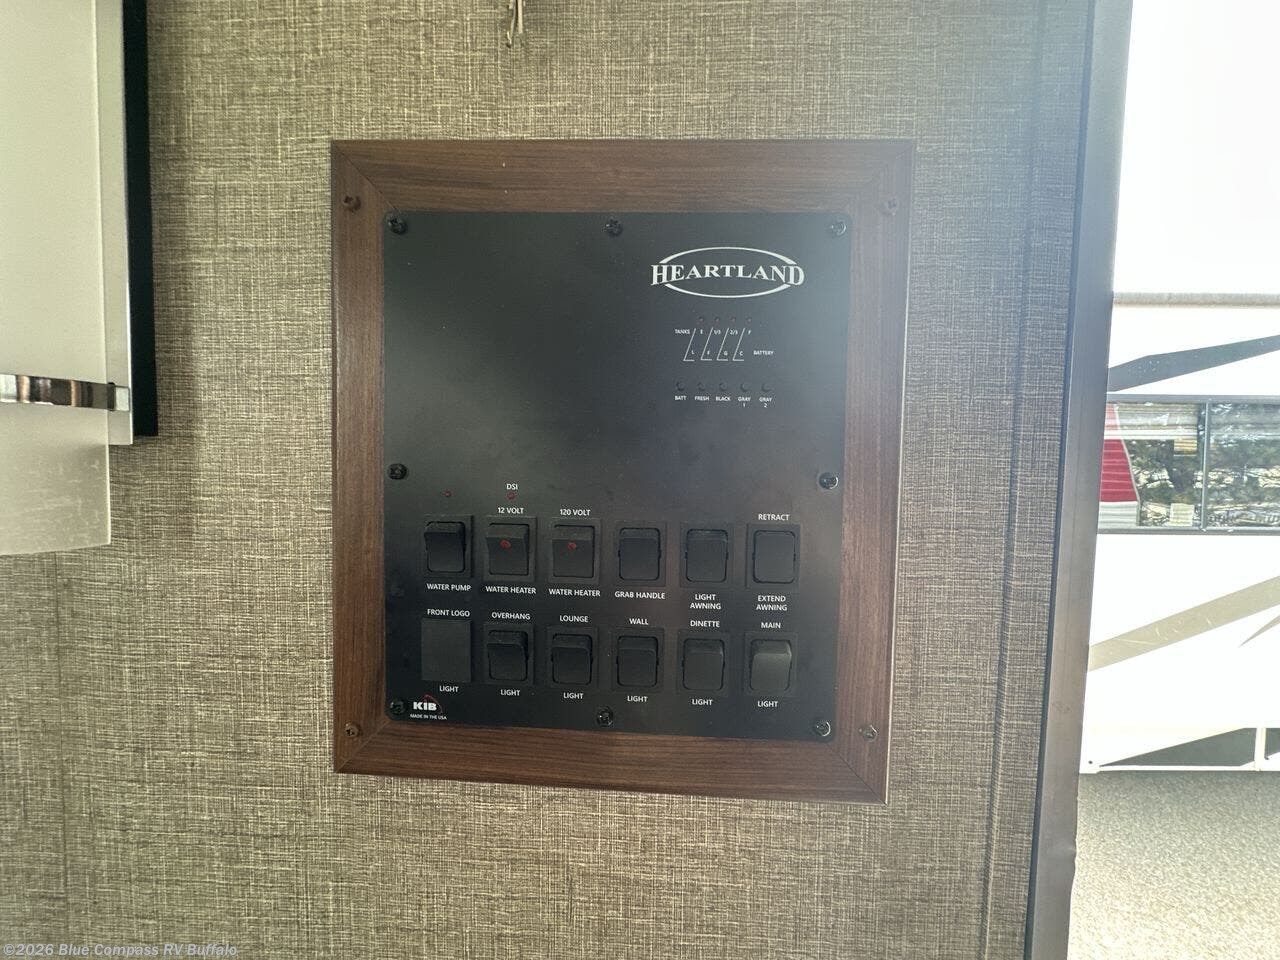 HEARTLAND
TANKS E 1/3 2/3 F
L F G C BATTERY
BATT FRESH BLACK GRAY 1 GRAY 2
DSI
12 VOLT 120 VOLT RETRACT
WATER PUMP WATER HEATER WATER HEATER GRAB HANDLE LIGHT AWNING EXTEND AWNING
FRONT LOGO OVERHANG LOUNGE WALL DINETTE MAIN
LIGHT LIGHT LIGHT LIGHT LIGHT LIGHT
KIB
MADE IN THE USA
©2026 Blue Compass RV Buffalo